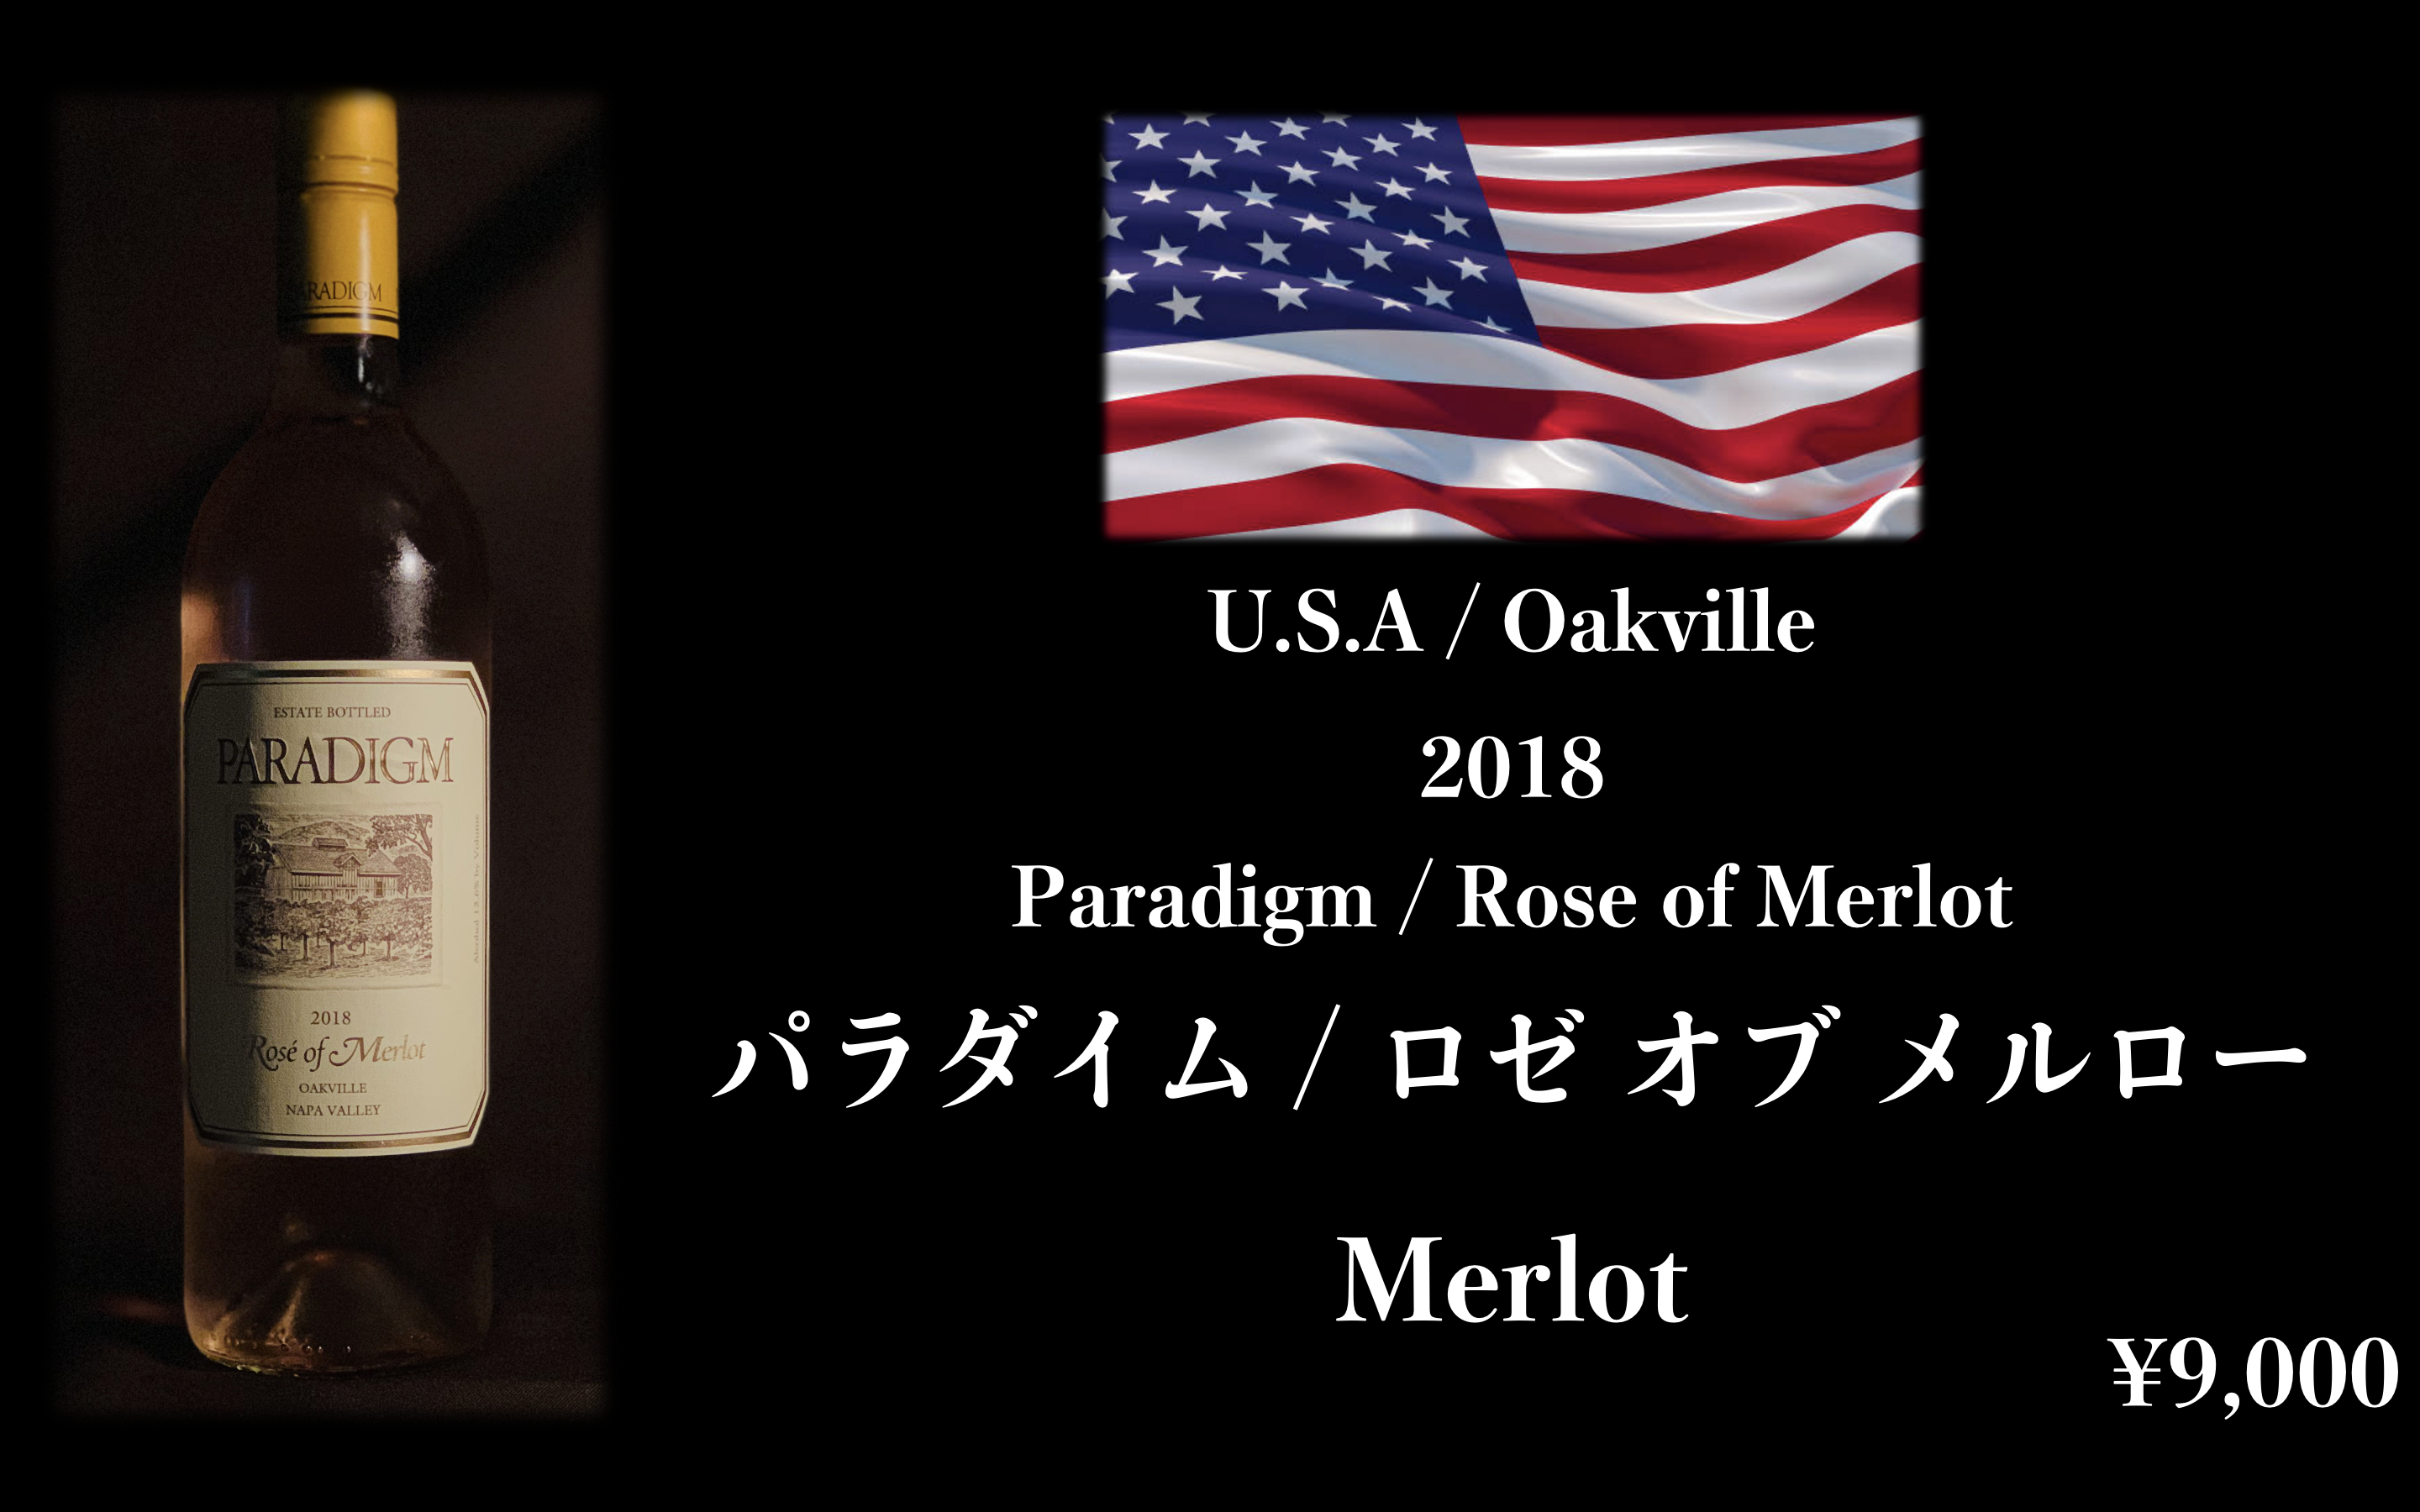 PARADIGM
ESTATE BOTTLED
PARADIGM
2018
Rosé of Merlot
OAKVILLE
NAPA VALLEY
U.S.A / Oakville
2018
Paradigm / Rose of Merlot
パラダイム / ロゼ オブ メルロー
Merlot
¥9,000